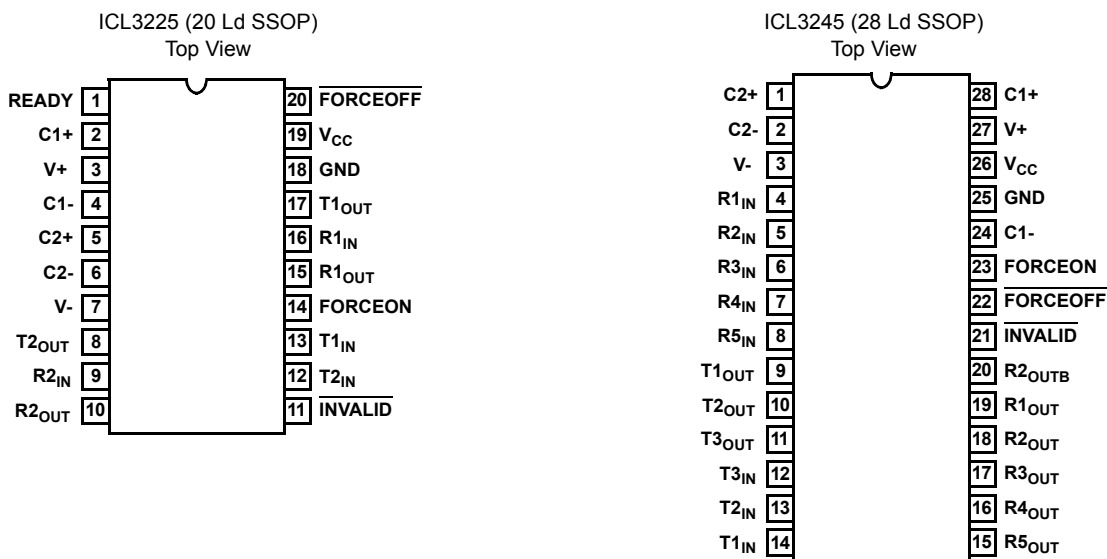 ICL3225 (20 Ld SSOP)
Top View
READY 1
C1+ 2
V+ 3
C1- 4
C2+ 5
C2- 6
V- 7
T2OUT 8
R2IN 9
R2OUT 10
20 FORCEOFF
19 VCC
18 GND
17 T1OUT
16 R1IN
15 R1OUT
14 FORCEON
13 T1IN
12 T2IN
11 INVALID
ICL3245 (28 Ld SSOP)
Top View
C2+ 1
C2- 2
V- 3
R1IN 4
R2IN 5
R3IN 6
R4IN 7
R5IN 8
T1OUT 9
T2OUT 10
T3OUT 11
T3IN 12
T2IN 13
T1IN 14
28 C1+
27 V+
26 VCC
25 GND
24 C1-
23 FORCEON
22 FORCEOFF
21 INVALID
20 R2OUTB
19 R1OUT
18 R2OUT
17 R3OUT
16 R4OUT
15 R5OUT